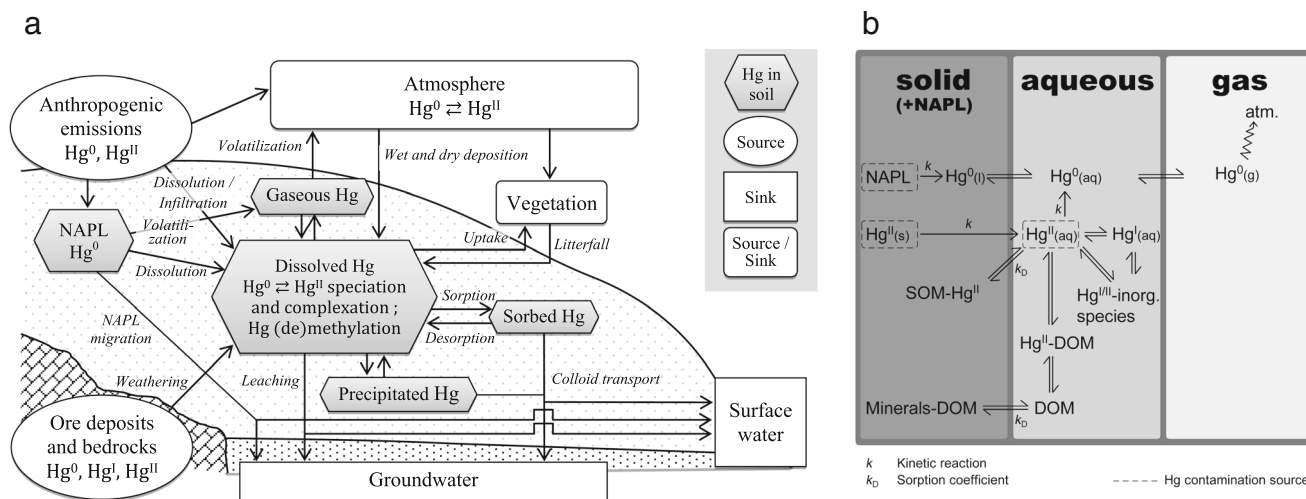 a
Anthropogenic
emissions
Hg⁰, Hgᴵᴵ
Atmosphere
Hg⁰ ⇄ Hgᴵᴵ
Volatilization
Wet and dry deposition
Dissolution /
Infiltration
Gaseous Hg
Vegetation
NAPL
Hg⁰
Volatili-
zation
Uptake
Litterfall
Dissolution
Dissolved Hg
Hg⁰ ⇄ Hgᴵᴵ speciation
and complexation ;
Hg (de)methylation
Sorption
Sorbed Hg
Desorption
NAPL
migration
Weathering
Leaching
Precipitated Hg
Colloid transport
Ore deposits
and bedrocks
Hg⁰, Hgᴵ, Hgᴵᴵ
Surface
water
Groundwater
Hg in
soil
Source
Sink
Source /
Sink
b
solid
(+NAPL)
aqueous
gas
atm.
NAPL
k
Hg⁰(l)
Hg⁰(aq)
Hg⁰(g)
k
Hgᴵᴵ(s)
k
Hgᴵᴵ(aq)
Hgᴵ(aq)
k_D
SOM-Hgᴵᴵ
Hgᴵ/ᴵᴵ-inorg.
species
Hgᴵᴵ-DOM
Minerals-DOM
k_D
DOM
k Kinetic reaction
k_D Sorption coefficient
Hg contamination source